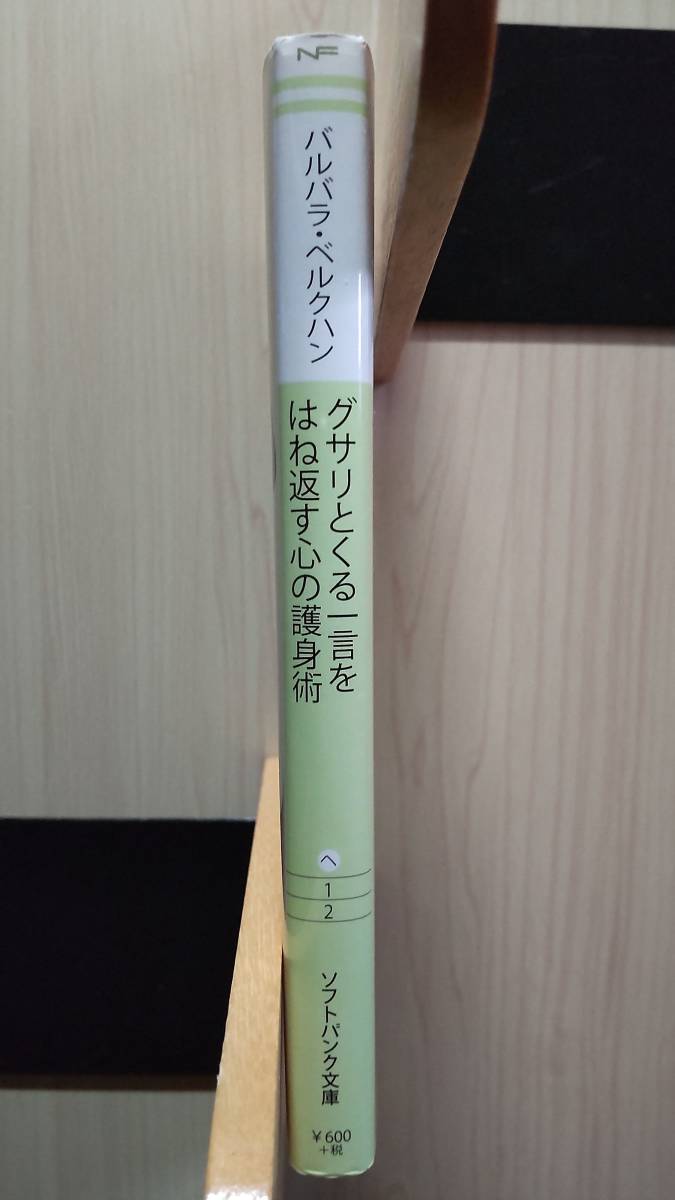 NF
バルバラ・ベルクハン
グサリとくる一言を
はね返す心の護身術
へ
1
2
ソフトバンク文庫
¥600
+税